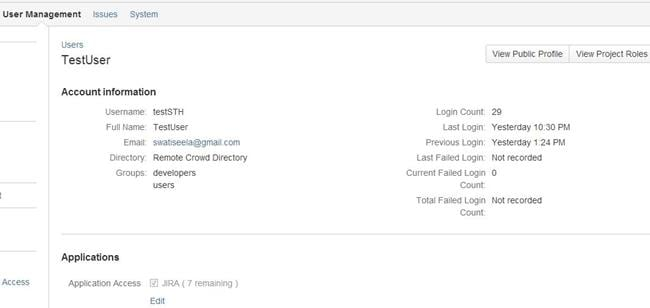 User Management Issues System
Users
TestUser
View Public Profile View Project Roles
Account information
Username: testSTH
Full Name: TestUser
Email: swatiseela@gmail.com
Directory: Remote Crowd Directory
Groups: developers
users
Login Count: 29
Last Login: Yesterday 10:30 PM
Previous Login: Yesterday 1:24 PM
Last Failed Login: Not recorded
Current Failed Login 0
Count:
Total Failed Login Not recorded
Count:
Applications
Application Access JIRA ( 7 remaining )
Edit
Access